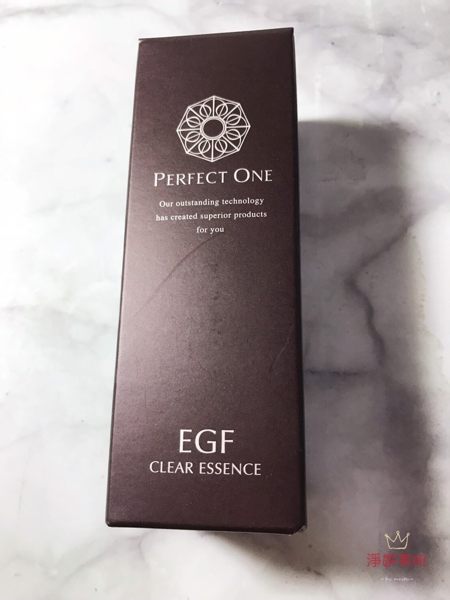 PERFECT ONE
Our outstanding technology
has created superior products
for you
EGF
CLEAR ESSENCE